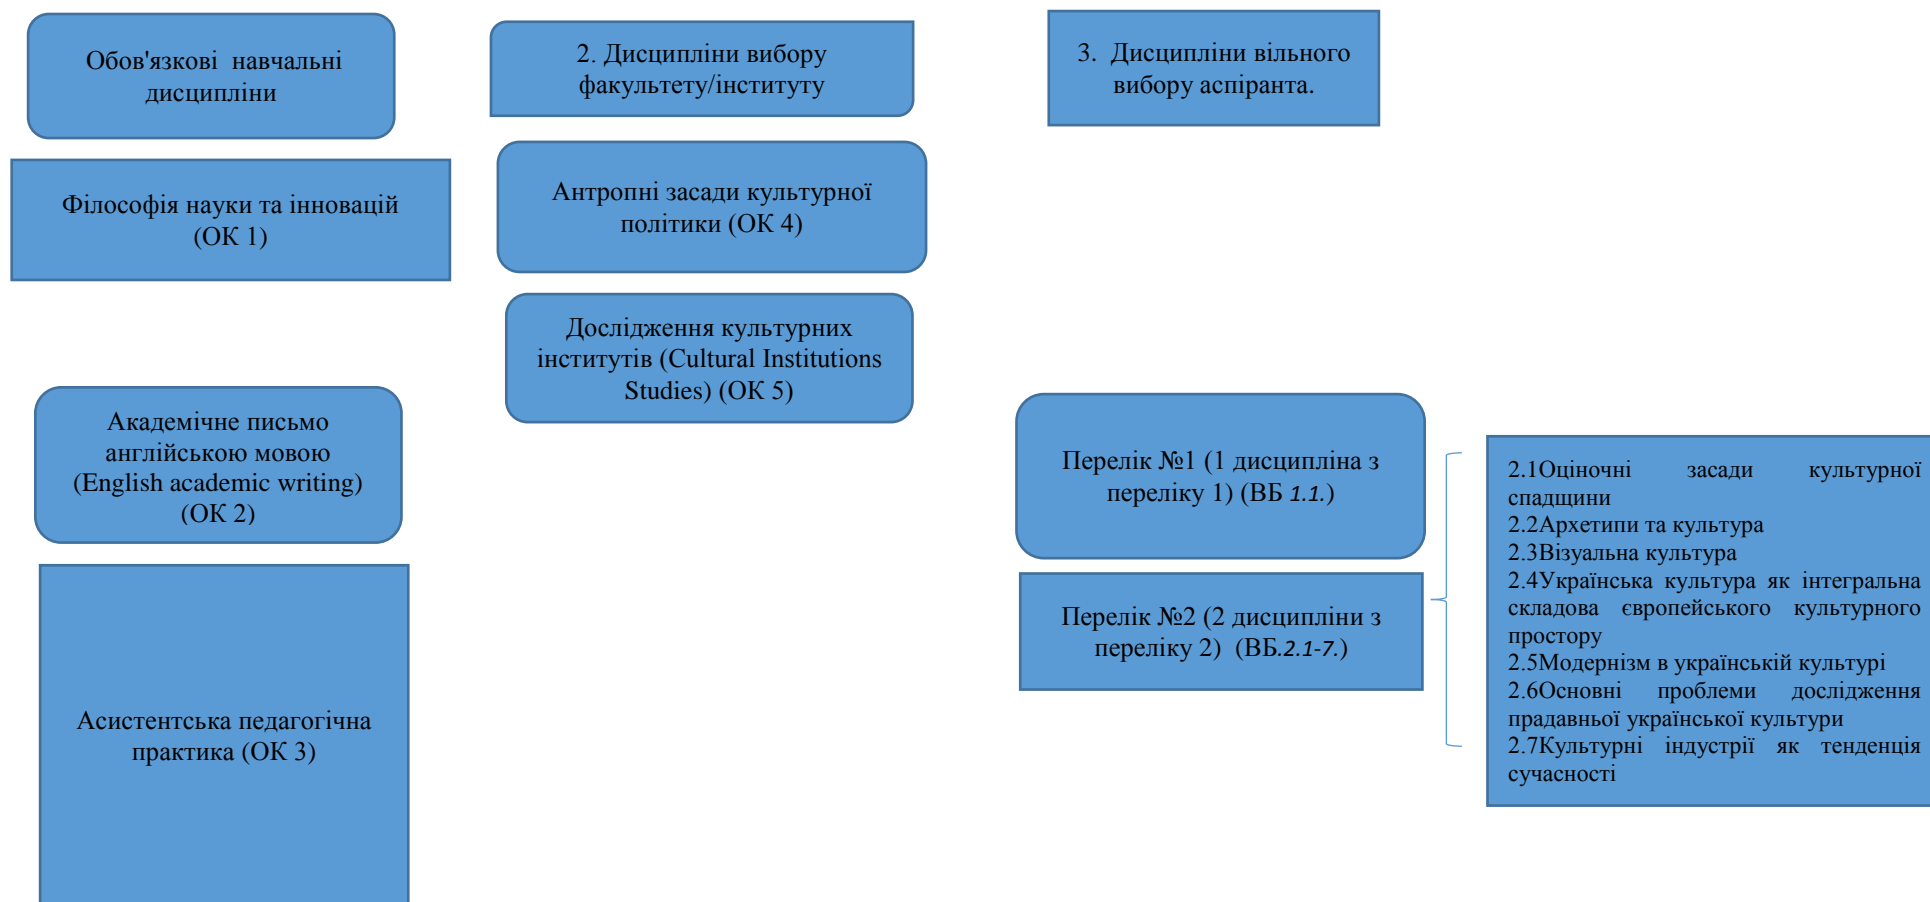 Обов'язкові навчальні
дисципліни
2. Дисципліни вибору
факультету/інституту
3. Дисципліни вільного
вибору аспіранта.
Філософія науки та інновацій
(ОК 1)
Антропні засади культурної
політики (ОК 4)
Дослідження культурних
інститутів (Cultural Institutions
Studies) (ОК 5)
Академічне письмо
англійською мовою
(English academic writing)
(ОК 2)
Асистентська педагогічна
практика (ОК 3)
Перелік №1 (1 дисципліна з
переліку 1) (ВБ 1.1.)
Перелік №2 (2 дисципліни з
переліку 2) (ВБ.2.1-7.)
2.1Оціночні засади культурної
спадщини
2.2Архетипи та культура
2.3Візуальна культура
2.4Українська культура як інтегральна
складова європейського культурного
простору
2.5Модернізм в українській культурі
2.6Основні проблеми дослідження
прадавньої української культури
2.7Культурні індустрії як тенденція
сучасності